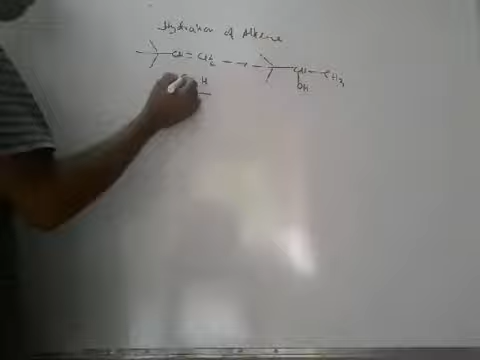 Hydration of Alkene
CH = CH2 CH - CH3
OH
H